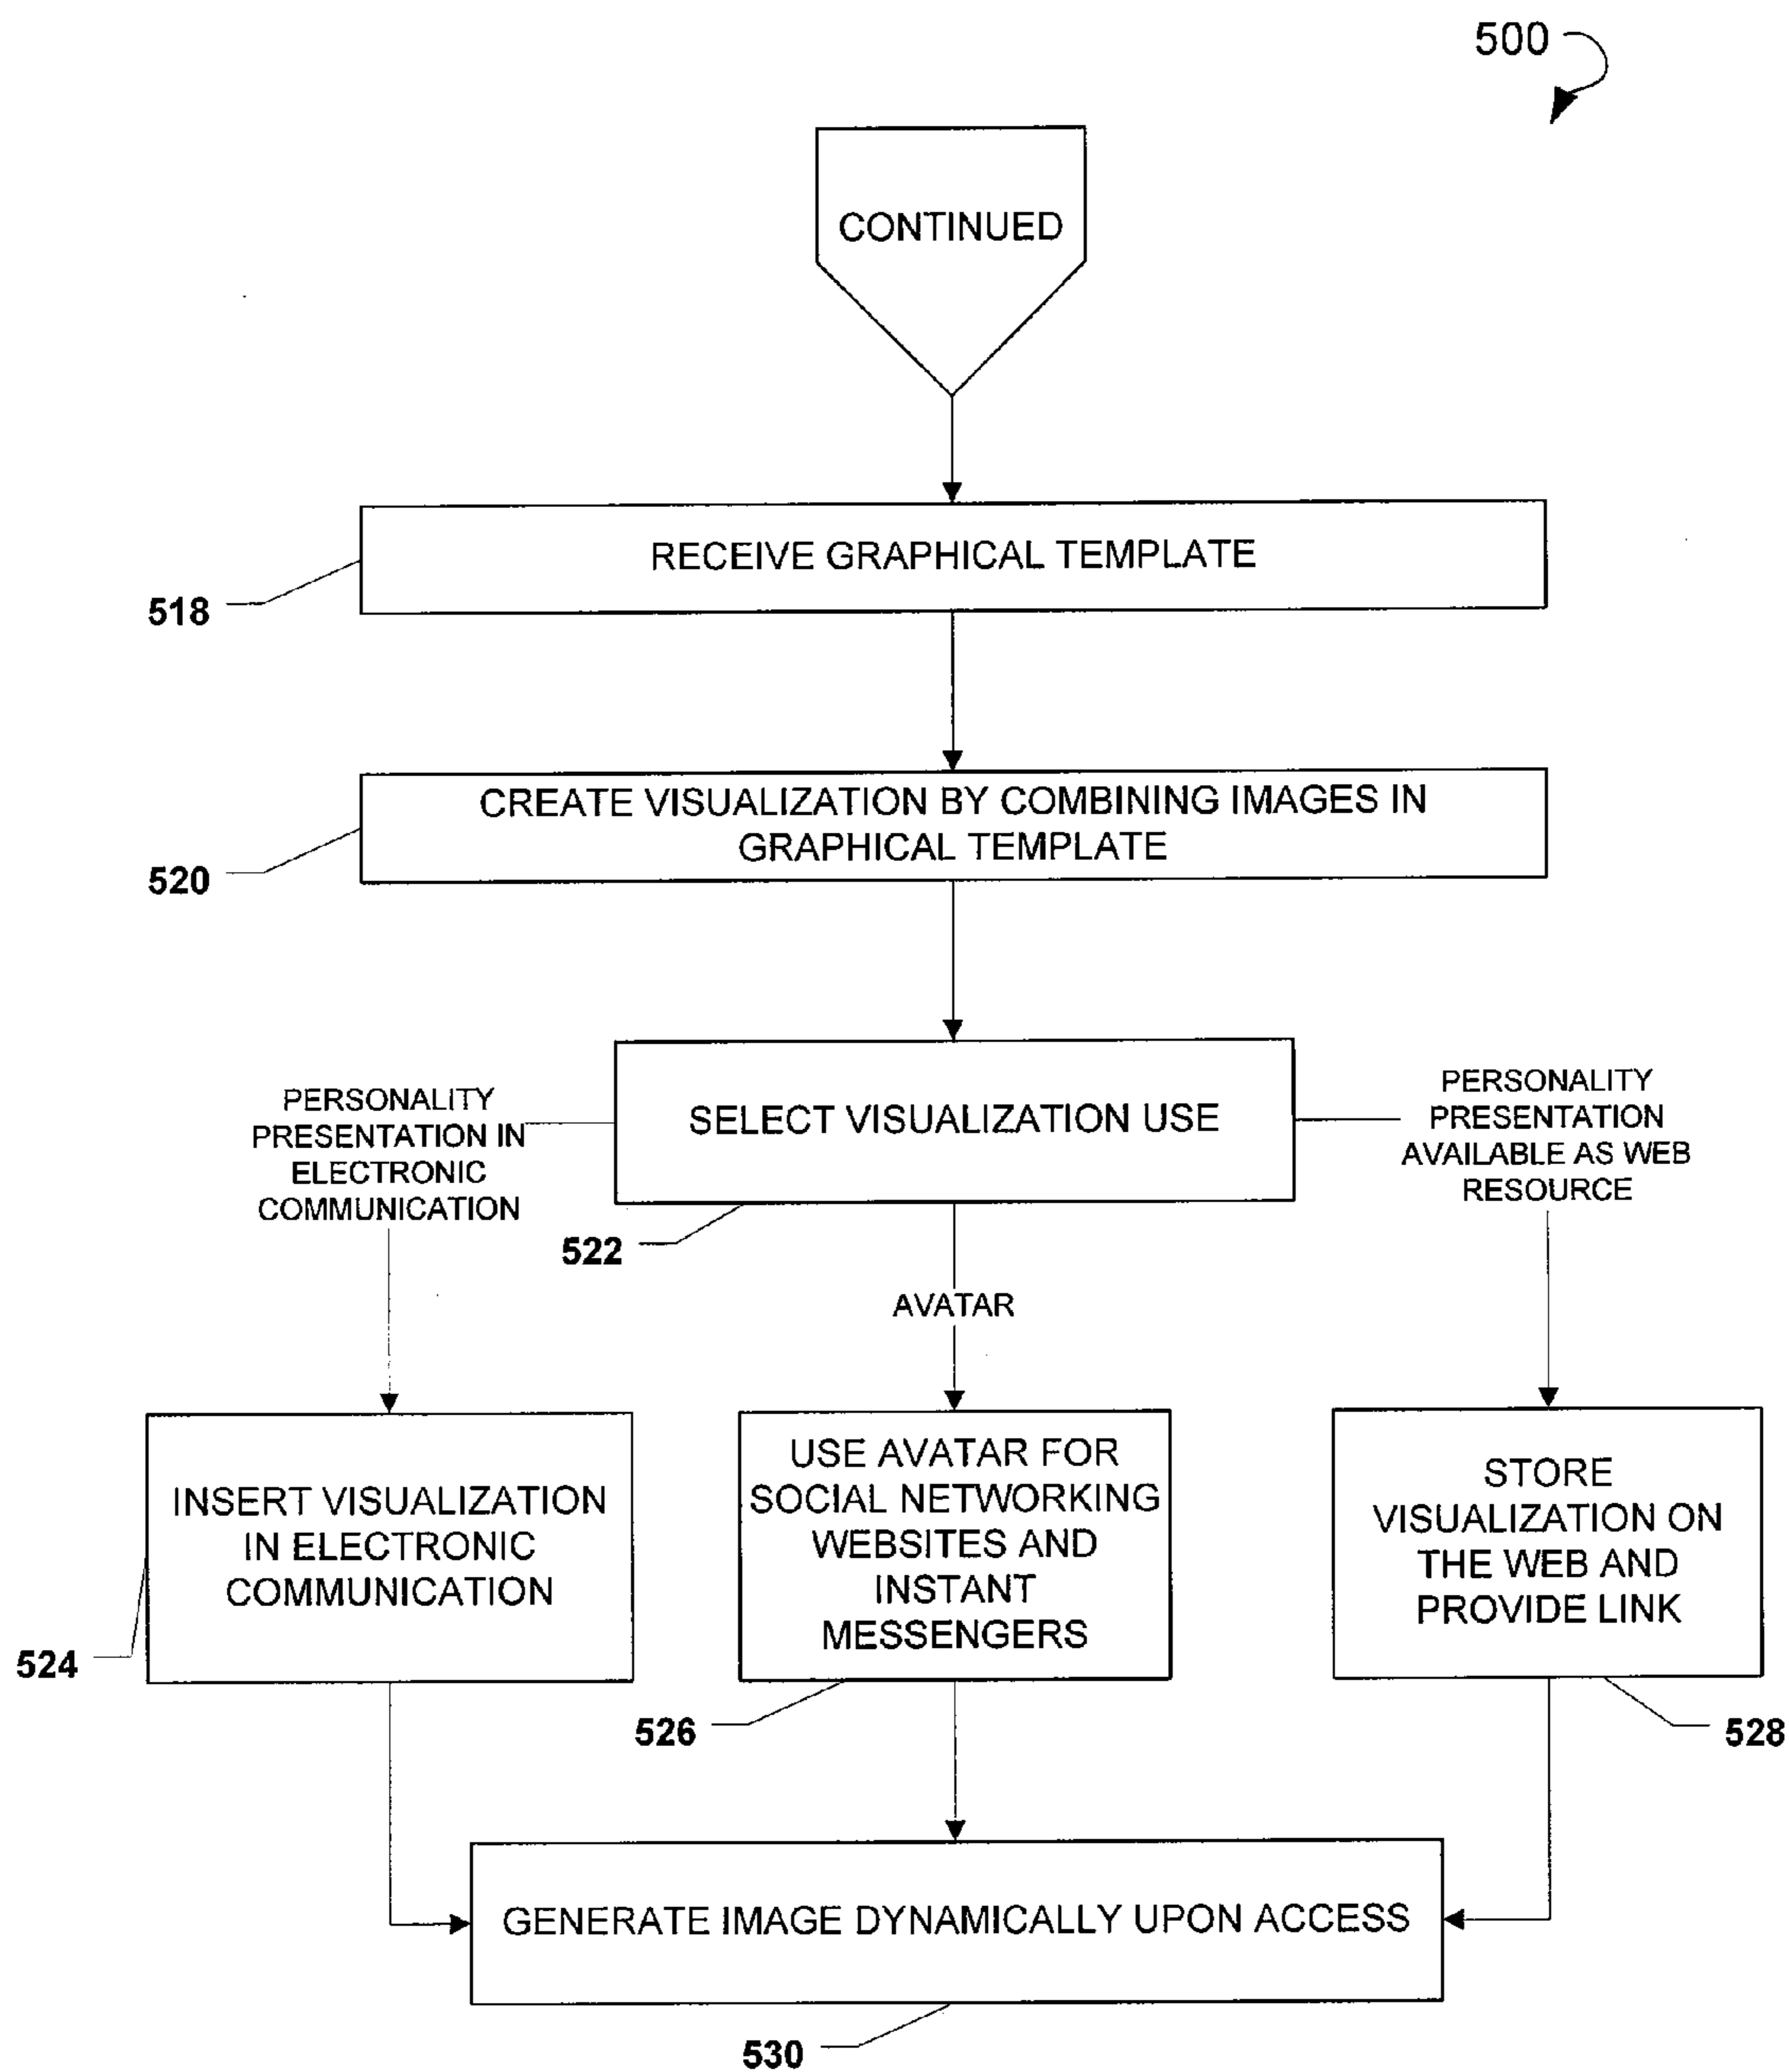 500
CONTINUED
RECEIVE GRAPHICAL TEMPLATE
518
CREATE VISUALIZATION BY COMBINING IMAGES IN
GRAPHICAL TEMPLATE
520
SELECT VISUALIZATION USE
522
PERSONALITY
PRESENTATION IN
ELECTRONIC
COMMUNICATION
AVATAR
PERSONALITY
PRESENTATION
AVAILABLE AS WEB
RESOURCE
INSERT VISUALIZATION
IN ELECTRONIC
COMMUNICATION
524
USE AVATAR FOR
SOCIAL NETWORKING
WEBSITES AND
INSTANT
MESSENGERS
526
STORE
VISUALIZATION ON
THE WEB AND
PROVIDE LINK
528
GENERATE IMAGE DYNAMICALLY UPON ACCESS
530